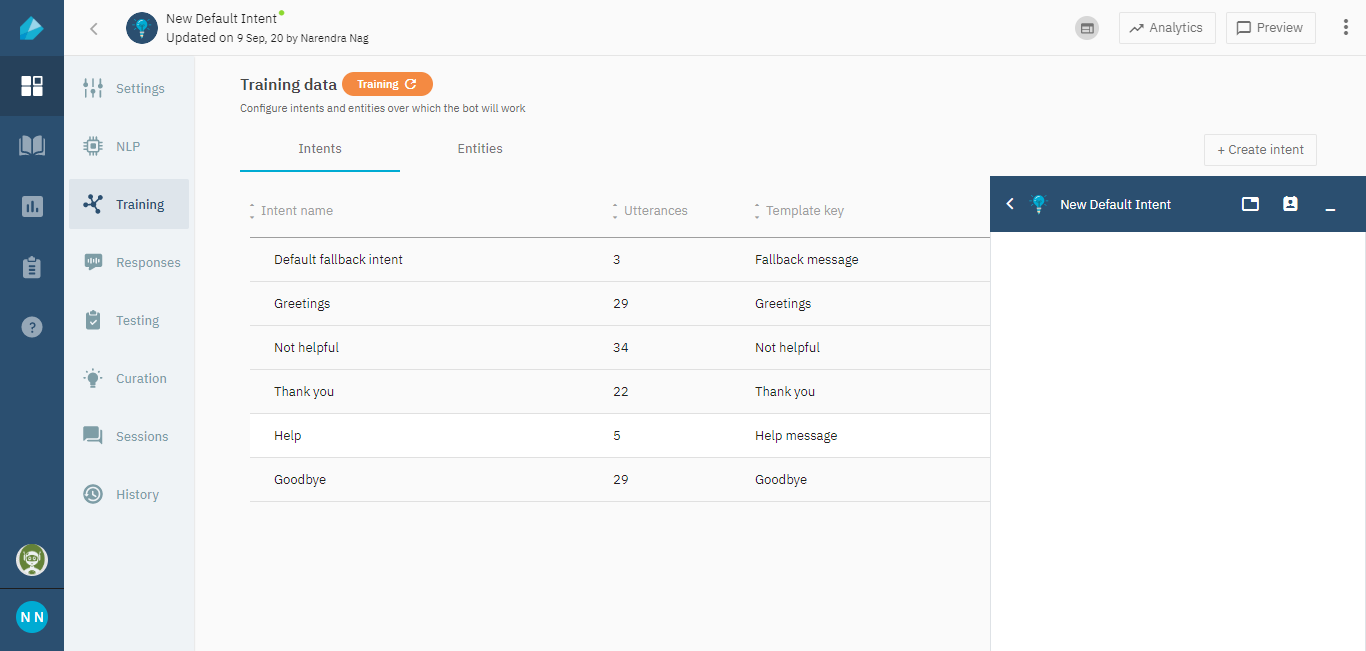 New Default Intent
Updated on 9 Sep, 20 by Narendra Nag
Analytics
Preview
Settings
NLP
Training
Responses
Testing
Curation
Sessions
History
N N
Training data Training
Configure intents and entities over which the bot will work
Intents Entities
+ Create intent
Intent name Utterances Template key
Default fallback intent 3 Fallback message
Greetings 29 Greetings
Not helpful 34 Not helpful
Thank you 22 Thank you
Help 5 Help message
Goodbye 29 Goodbye
New Default Intent